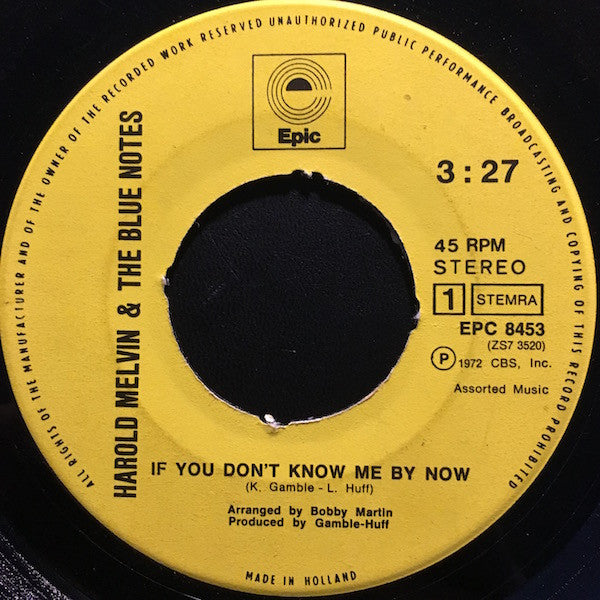 ALL RIGHTS OF THE MANUFACTURER AND OF THE OWNER OF THE RECORDED WORK RESERVED UNAUTHORIZED PUBLIC PERFORMANCE BROADCASTING AND COPYING OF THIS RECORD PROHIBITED
e
Epic
HAROLD MELVIN & THE BLUE NOTES
3:27
45 RPM
STEREO
1 STEMRA
EPC 8453
(ZS7 3520)
Ⓟ 1972 CBS, Inc.
Assorted Music
IF YOU DON'T KNOW ME BY NOW
(K. Gamble - L. Huff)
Arranged by Bobby Martin
Produced by Gamble-Huff
MADE IN HOLLAND